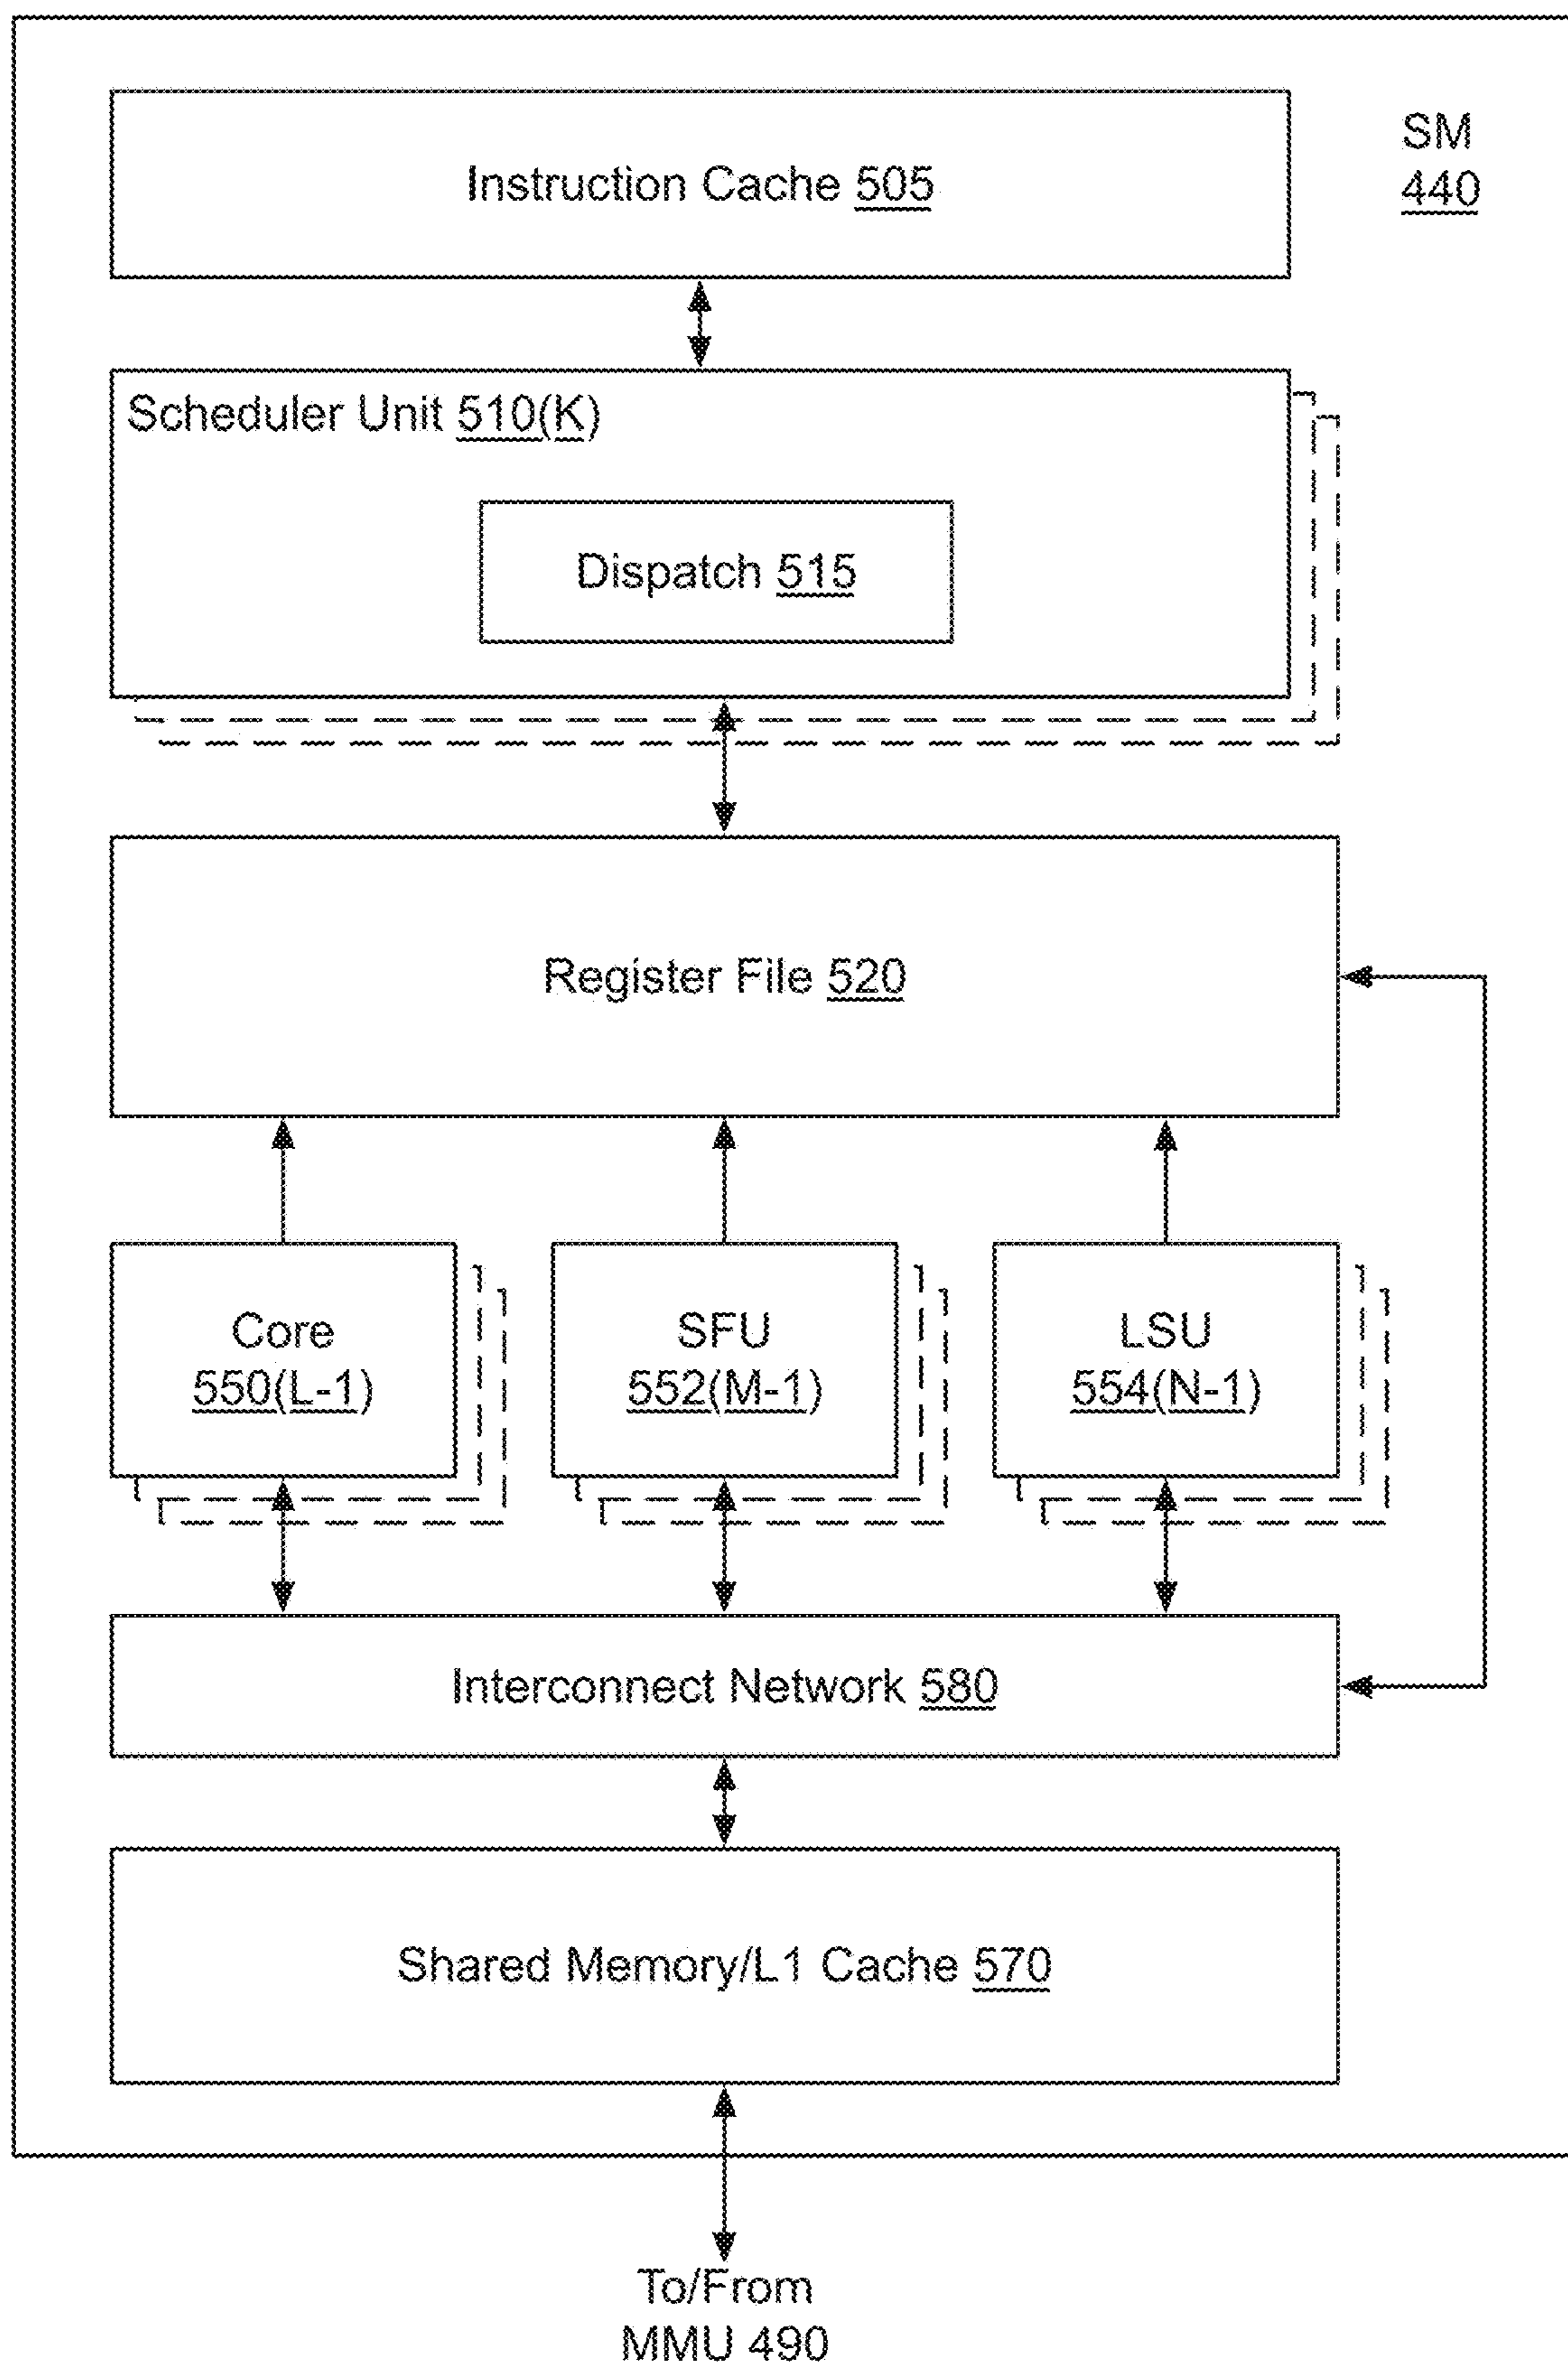 Instruction Cache 505
SM
440
Scheduler Unit 510(K)
Dispatch 515
Register File 520
Core
550(L-1)
SFU
552(M-1)
LSU
554(N-1)
Interconnect Network 580
Shared Memory/L1 Cache 570
To/From
MMU 490